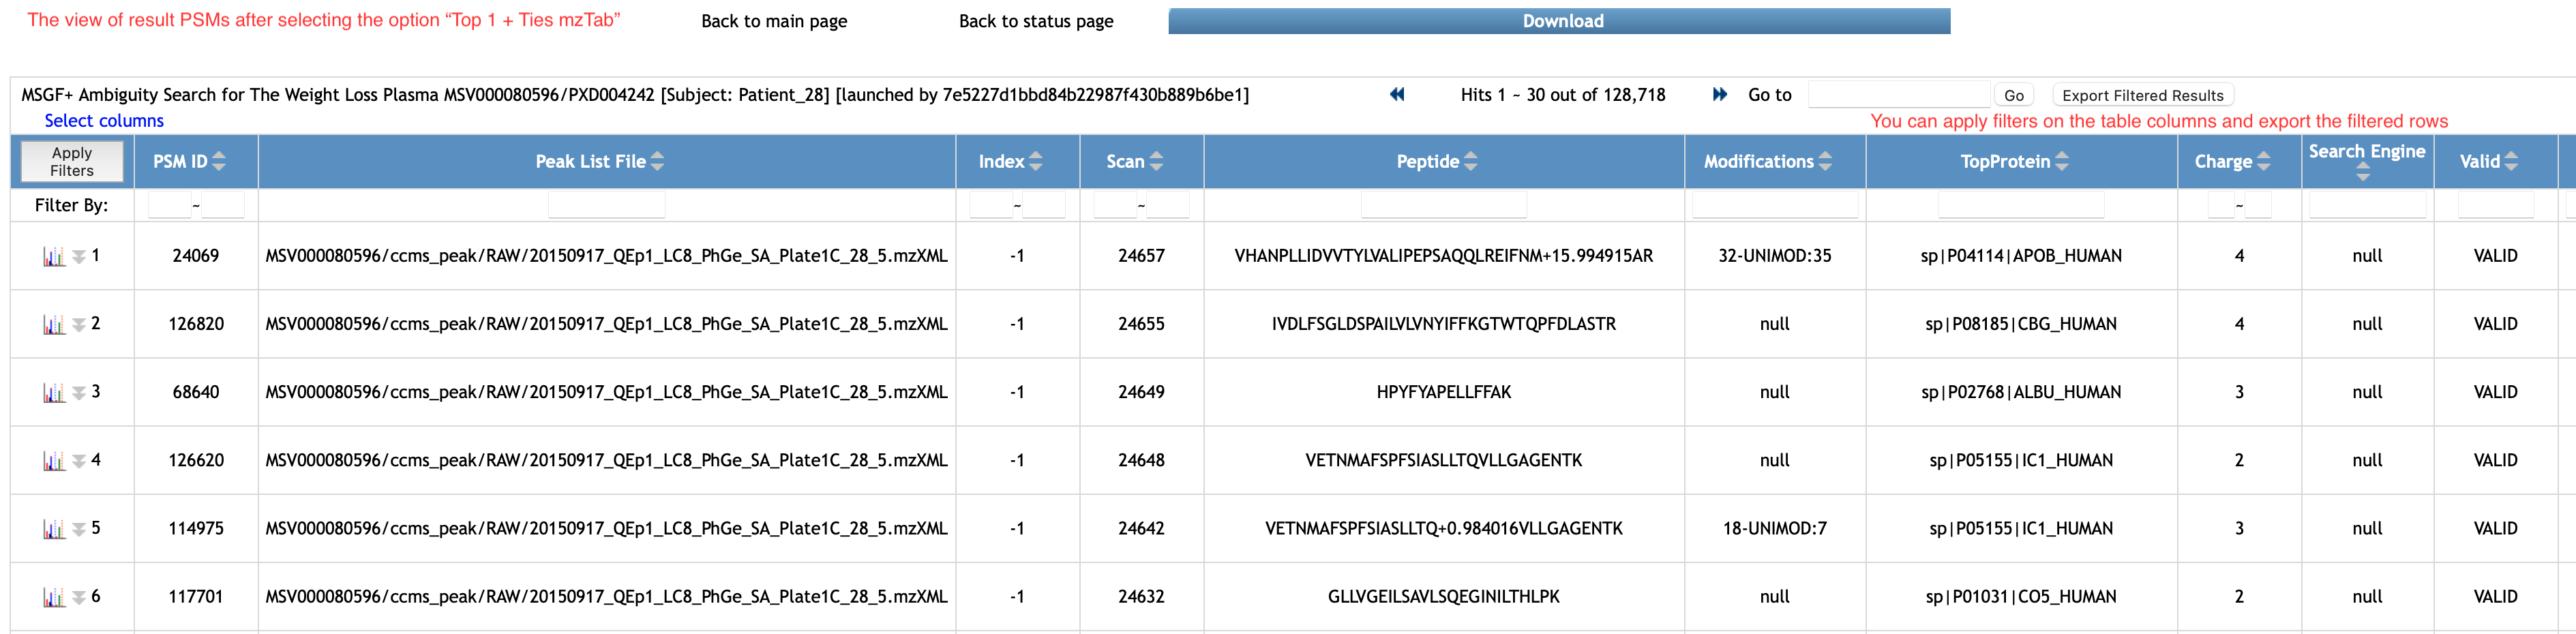 The view of result PSMs after selecting the option “Top 1 + Ties mzTab” Back to main page Back to status page Download
MSGF+ Ambiguity Search for The Weight Loss Plasma MSV000080596/PXD004242 [Subject: Patient_28] [launched by 7e5227d1bbd84b22987f430b889b6be1] Hits 1 ~ 30 out of 128,718 Go to Go Export Filtered Results
Select columns You can apply filters on the table columns and export the filtered rows
Apply Filters PSM ID Peak List File Index Scan Peptide Modifications TopProtein Charge Search Engine Valid
Filter By: ~ ~ ~ ~
1 24069 MSV000080596/ccms_peak/RAW/20150917_QEp1_LC8_PhGe_SA_Plate1C_28_5.mzXML -1 24657 VHANPLLIDVVTYLVALIPEPSAQQLREIFNM+15.994915AR 32-UNIMOD:35 sp|P04114|APOB_HUMAN 4 null VALID
2 126820 MSV000080596/ccms_peak/RAW/20150917_QEp1_LC8_PhGe_SA_Plate1C_28_5.mzXML -1 24655 IVDLFSGLDSPAILVLVNYIFFKGTWTQPFDLASTR null sp|P08185|CBG_HUMAN 4 null VALID
3 68640 MSV000080596/ccms_peak/RAW/20150917_QEp1_LC8_PhGe_SA_Plate1C_28_5.mzXML -1 24649 HPYFYAPELLFFAK null sp|P02768|ALBU_HUMAN 3 null VALID
4 126620 MSV000080596/ccms_peak/RAW/20150917_QEp1_LC8_PhGe_SA_Plate1C_28_5.mzXML -1 24648 VETNMAFSPFSIASLLTQVLLGAGENTK null sp|P05155|IC1_HUMAN 2 null VALID
5 114975 MSV000080596/ccms_peak/RAW/20150917_QEp1_LC8_PhGe_SA_Plate1C_28_5.mzXML -1 24642 VETNMAFSPFSIASLLTQ+0.984016VLLGAGENTK 18-UNIMOD:7 sp|P05155|IC1_HUMAN 3 null VALID
6 117701 MSV000080596/ccms_peak/RAW/20150917_QEp1_LC8_PhGe_SA_Plate1C_28_5.mzXML -1 24632 GLLVGEILSAVLSQEGINILTHLPK null sp|P01031|CO5_HUMAN 2 null VALID